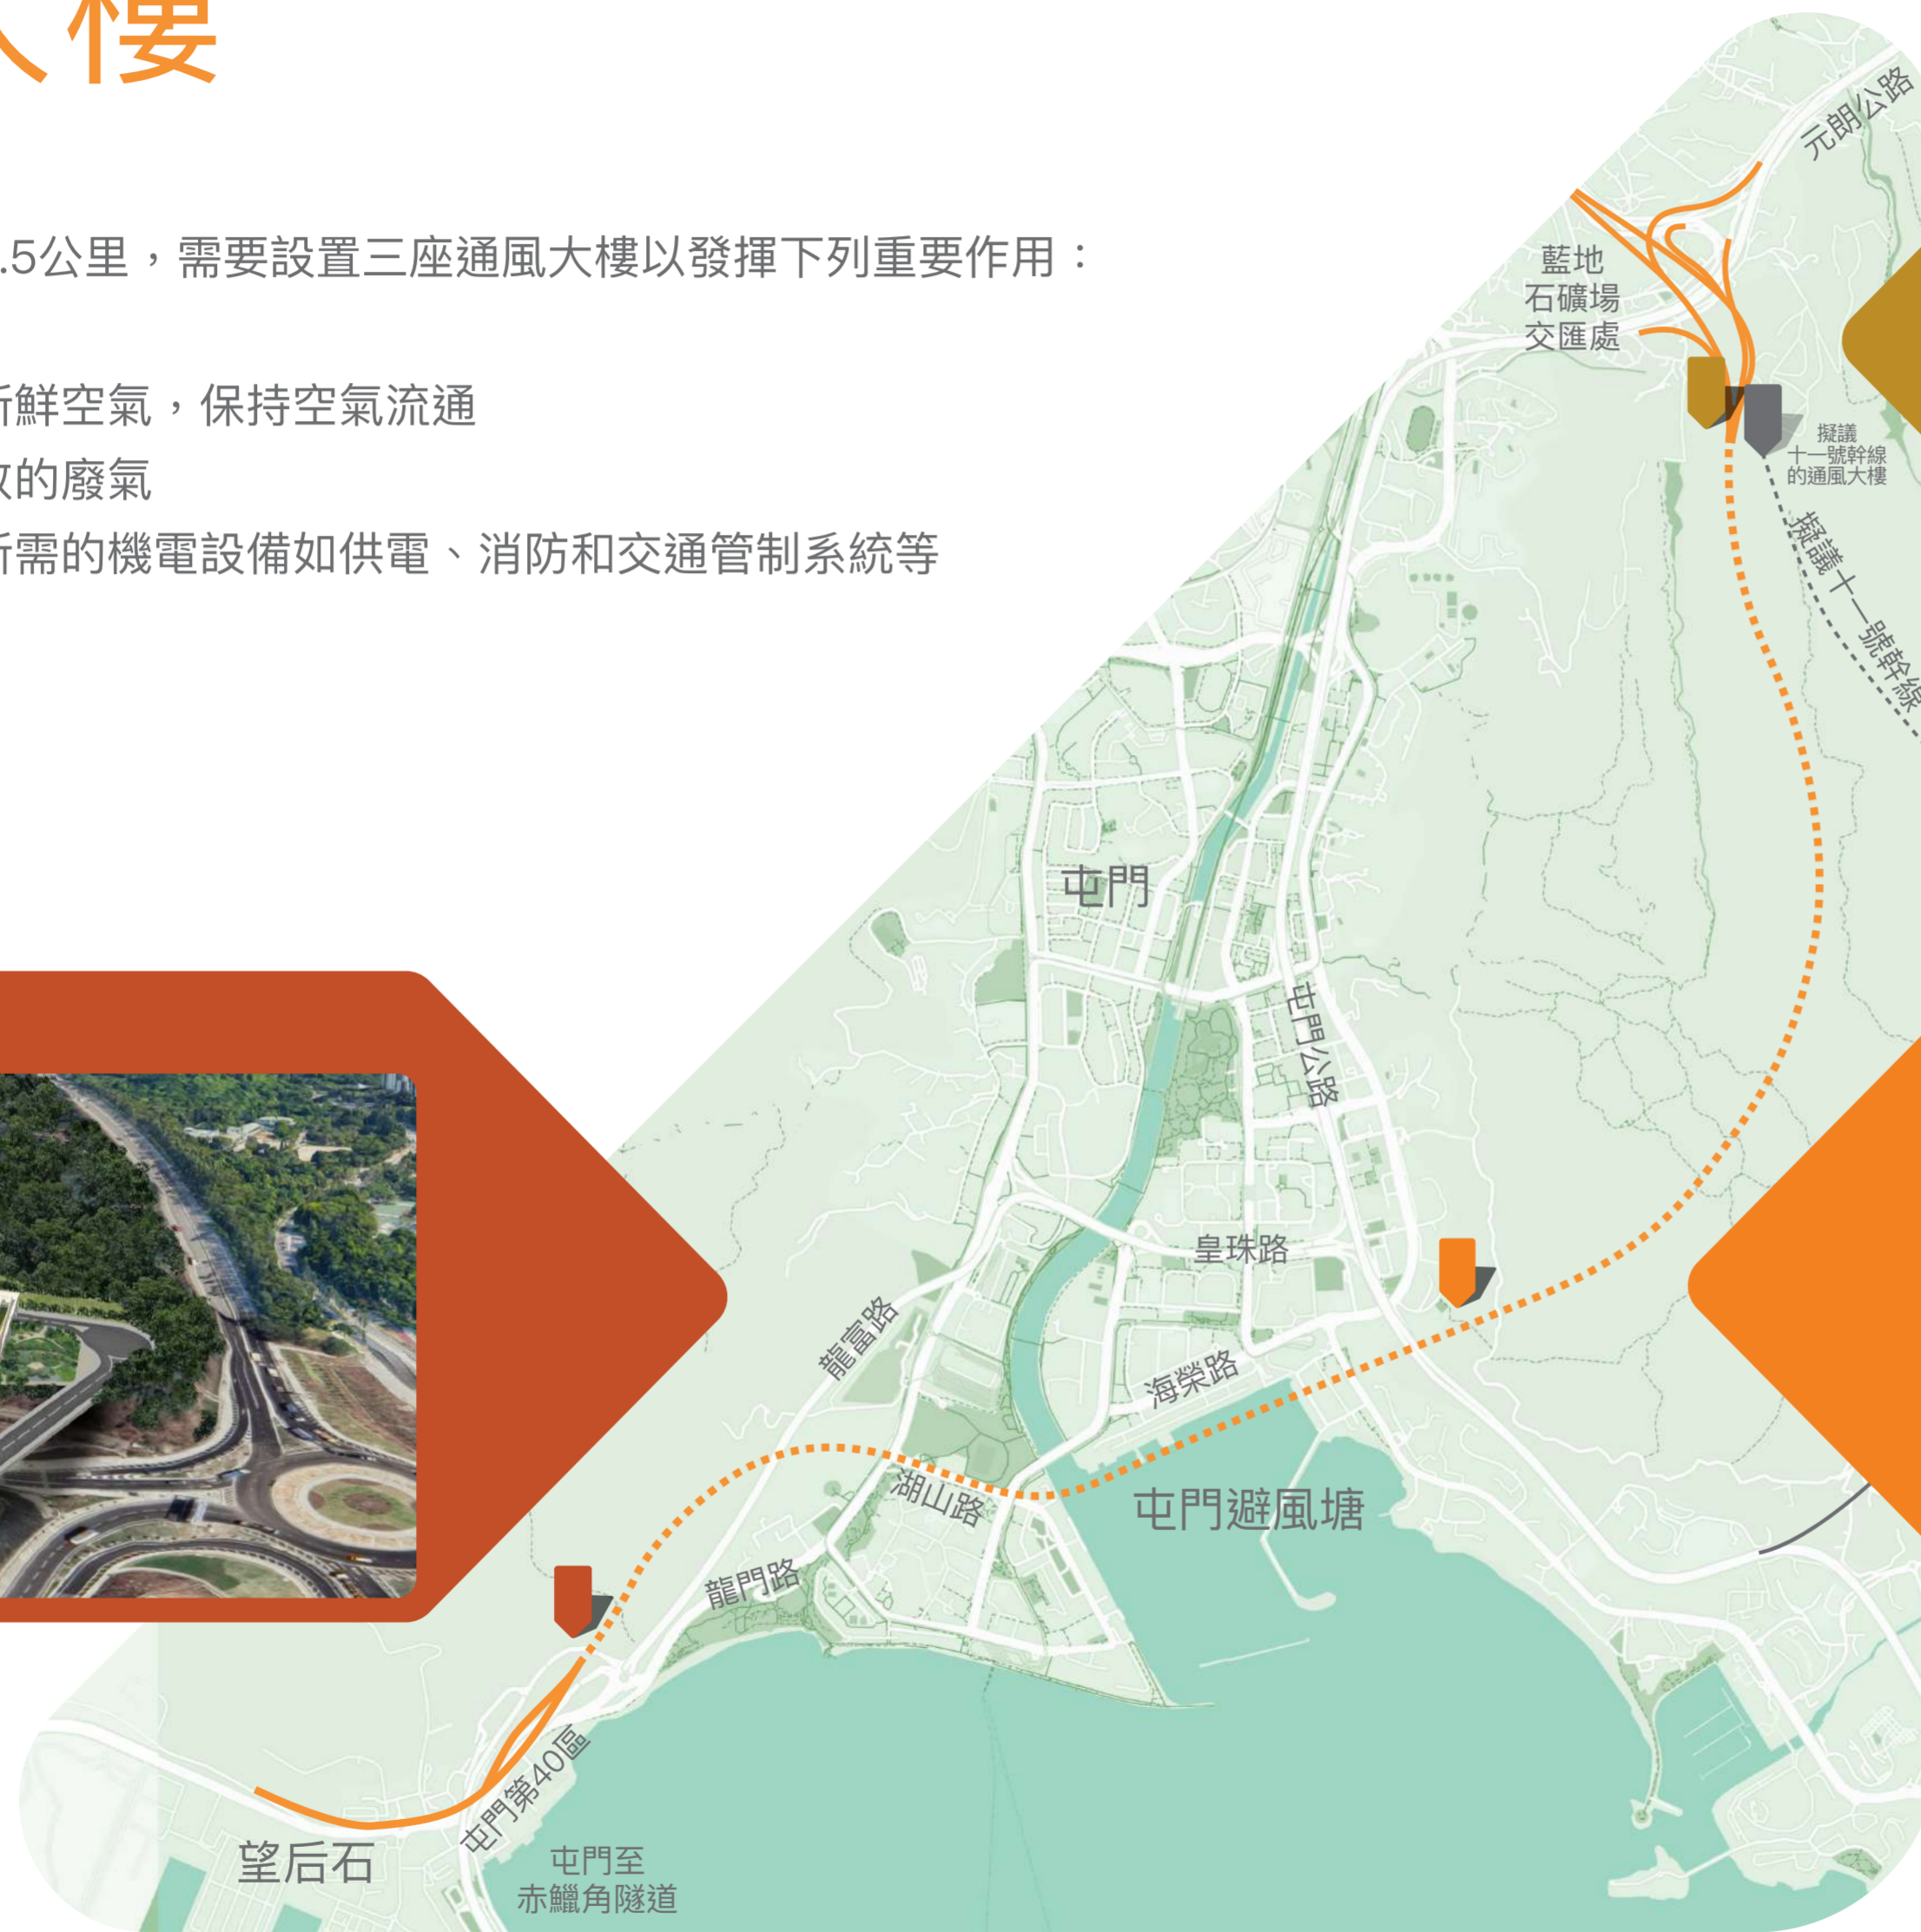 大樓
.5公里，需要設置三座通風大樓以發揮下列重要作用：
新鮮空氣，保持空氣流通
放的廢氣
所需的機電設備如供電、消防和交通管制系統等
元朗公路
藍地
石礦場
交匯處
擬議
十一號幹線
的通風大樓
擬議十一號幹線
屯門
屯門公路
皇珠路
龍富路
海榮路
湖山路
屯門避風塘
龍門路
屯門第40區
望后石
屯門至
赤鱲角隧道